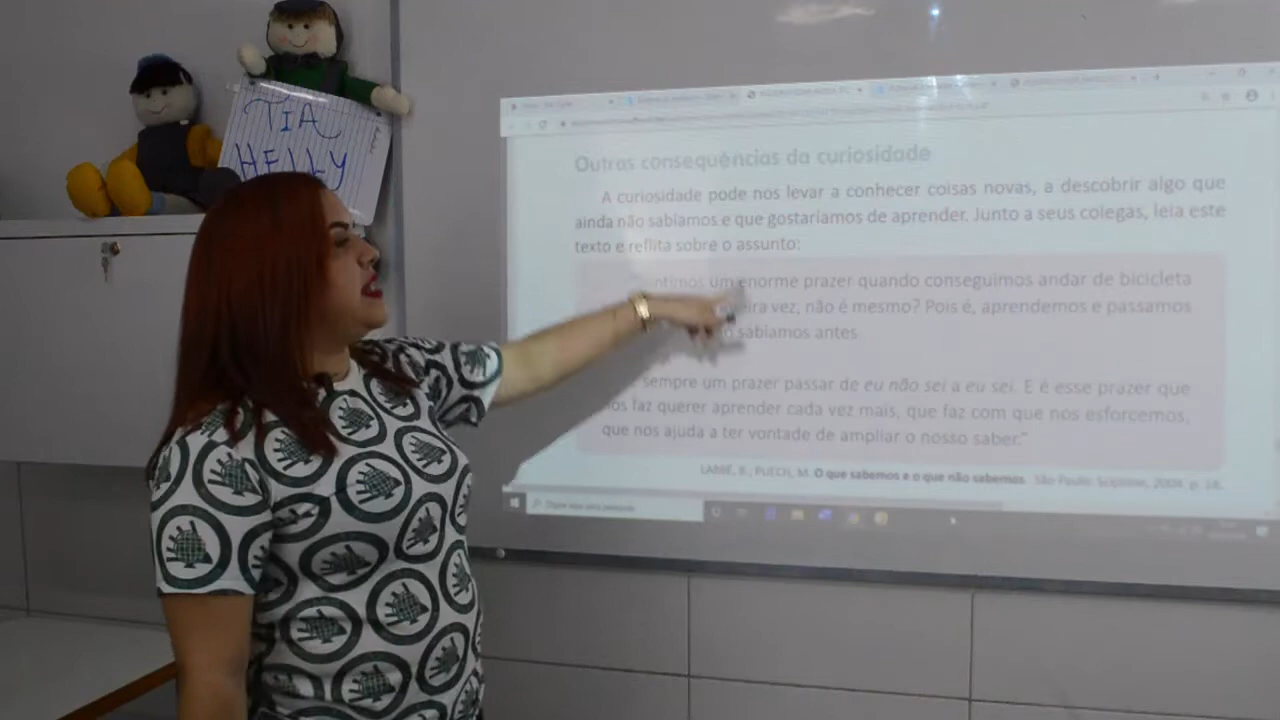 TIA
HELLY
Outras consequências da curiosidade
A curiosidade pode nos levar a conhecer coisas novas, a descobrir algo que
ainda não sabíamos e que gostaríamos de aprender. Junto a seus colegas, leia este
texto e reflita sobre o assunto:
um enorme prazer quando conseguimos andar de bicicleta
vez, não é mesmo? Pois é, aprendemos e passamos
sabíamos antes
sempre um prazer passar de eu não sei a eu sei. E é esse prazer que
nos faz querer aprender cada vez mais, que faz com que nos esforcemos,
que nos ajuda a ter vontade de ampliar o nosso saber."
O que sabemos e o que não sabemos. São Paulo: Scipione, 2004. p. 18.